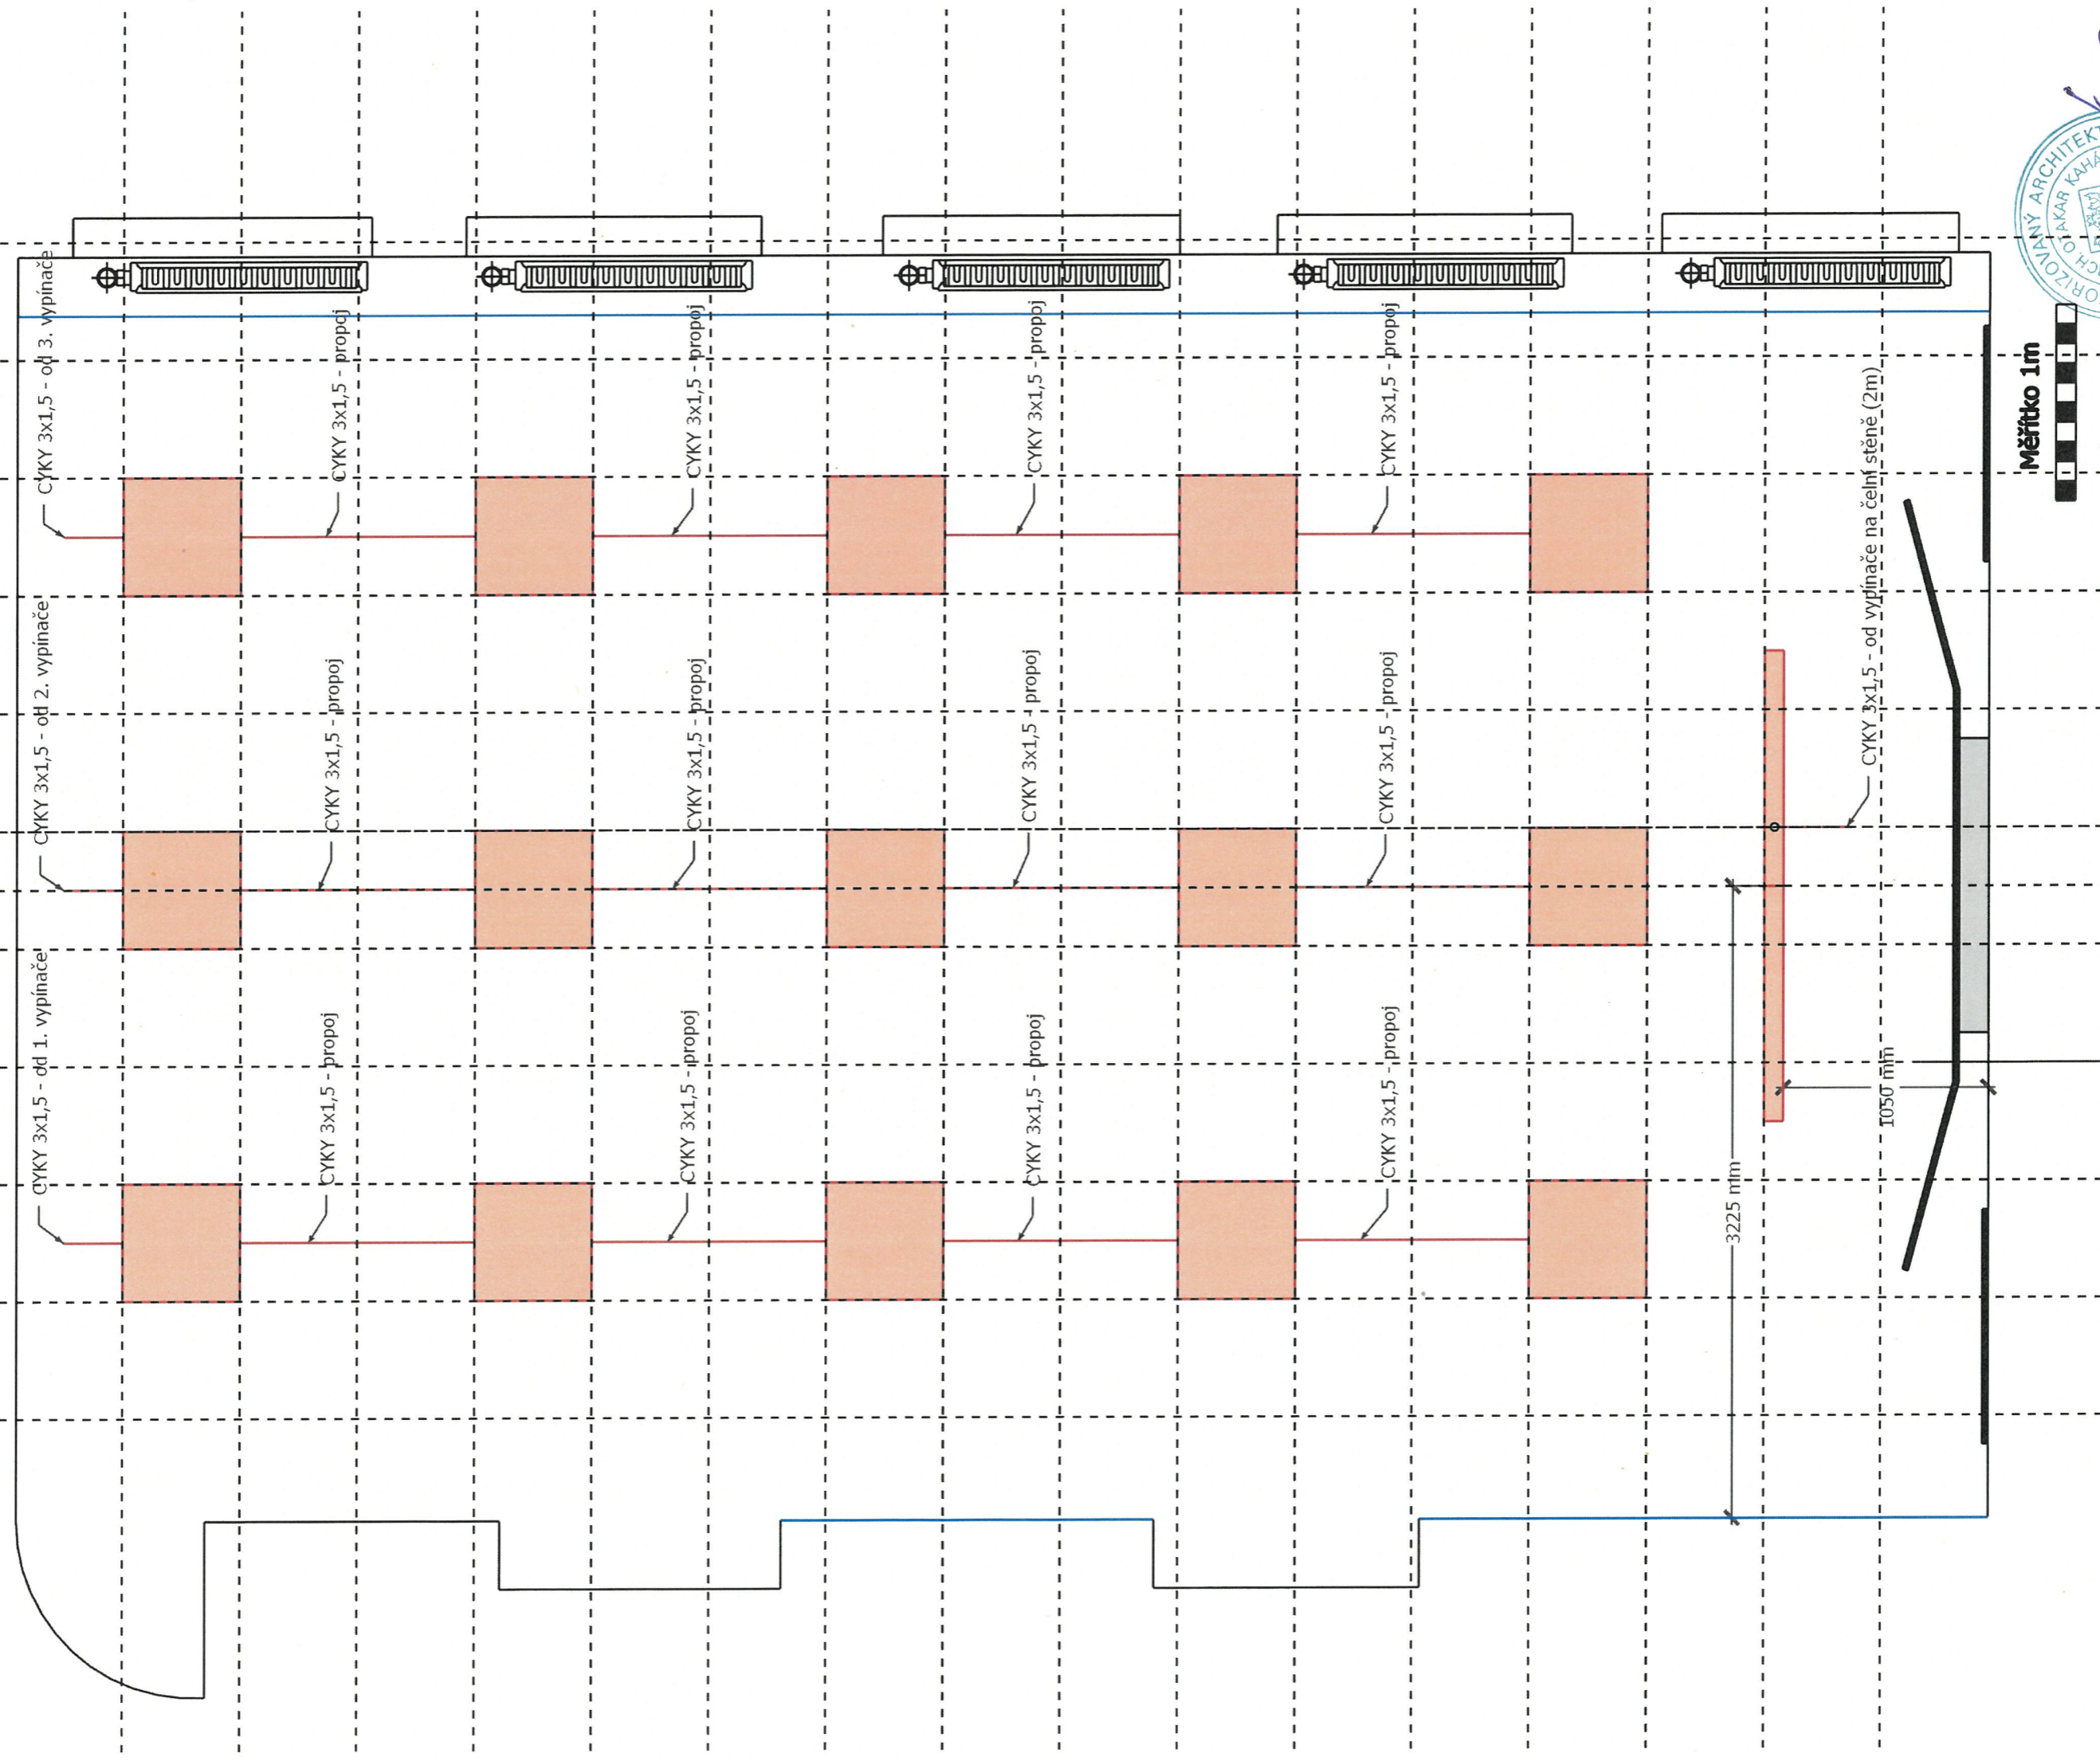 CYKY 3x1,5 - od 3. vypínače
CYKY 3x1,5 - propoj
CYKY 3x1,5 - propoj
CYKY 3x1,5 - propoj
CYKY 3x1,5 - propoj
CYKY 3x1,5 - od 2. vypínače
CYKY 3x1,5 - propoj
CYKY 3x1,5 - propoj
CYKY 3x1,5 - propoj
CYKY 3x1,5 - propoj
CYKY 3x1,5 - od vypínače na čelní stěně (2m)
CYKY 3x1,5 - od 1. vypínače
CYKY 3x1,5 - propoj
CYKY 3x1,5 - propoj
CYKY 3x1,5 - propoj
CYKY 3x1,5 - propoj
3225 mm
1050 mm
Měřítko 1m